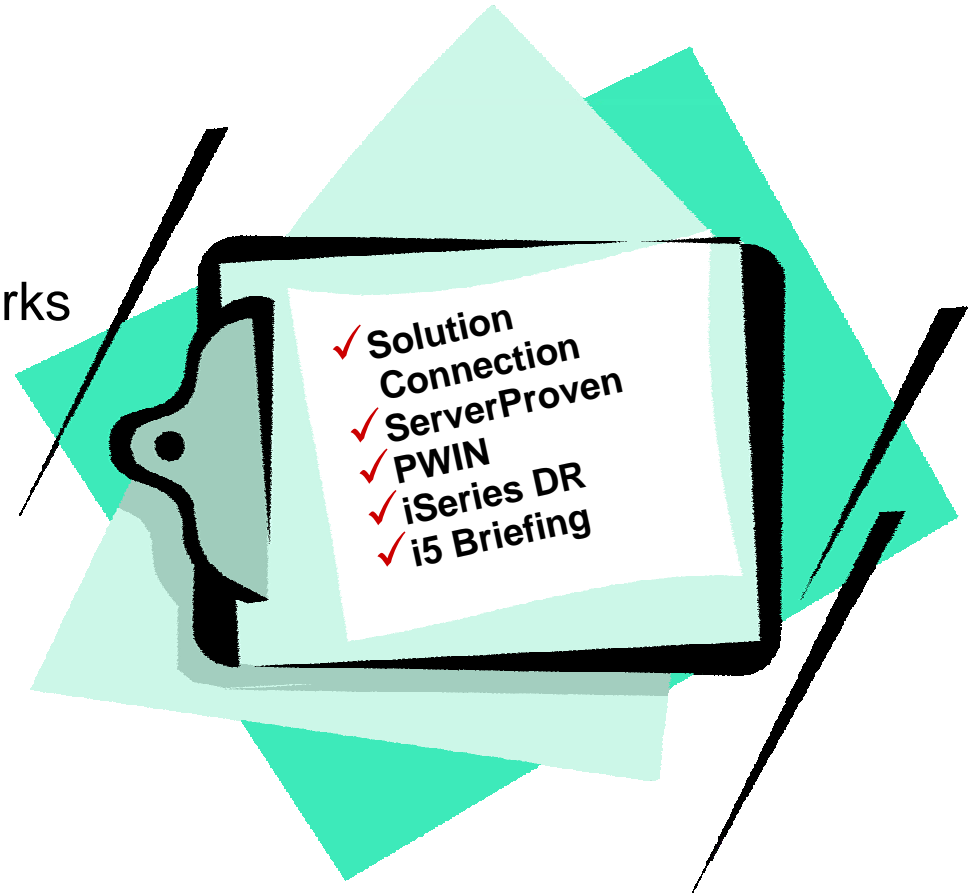 rks
✓Solution
Connection
✓ServerProven
✓PWIN
✓iSeries DR
✓i5 Briefing